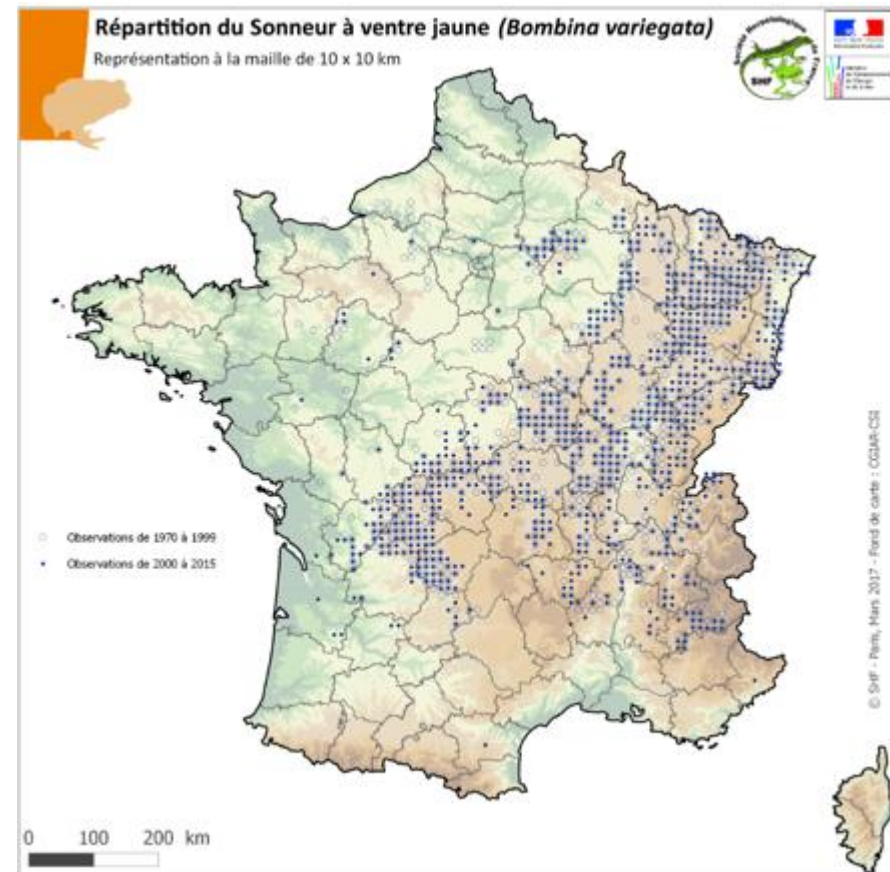 Répartition du Sonneur à ventre jaune (Bombina variegata)
Représentation à la maille de 10 x 10 km
SHF
Observations de 1970 à 1999
Observations de 2000 à 2015
© SHF - Paris, Mars 2017 - Fond de carte : CGIAR-CSI
0 100 200 km